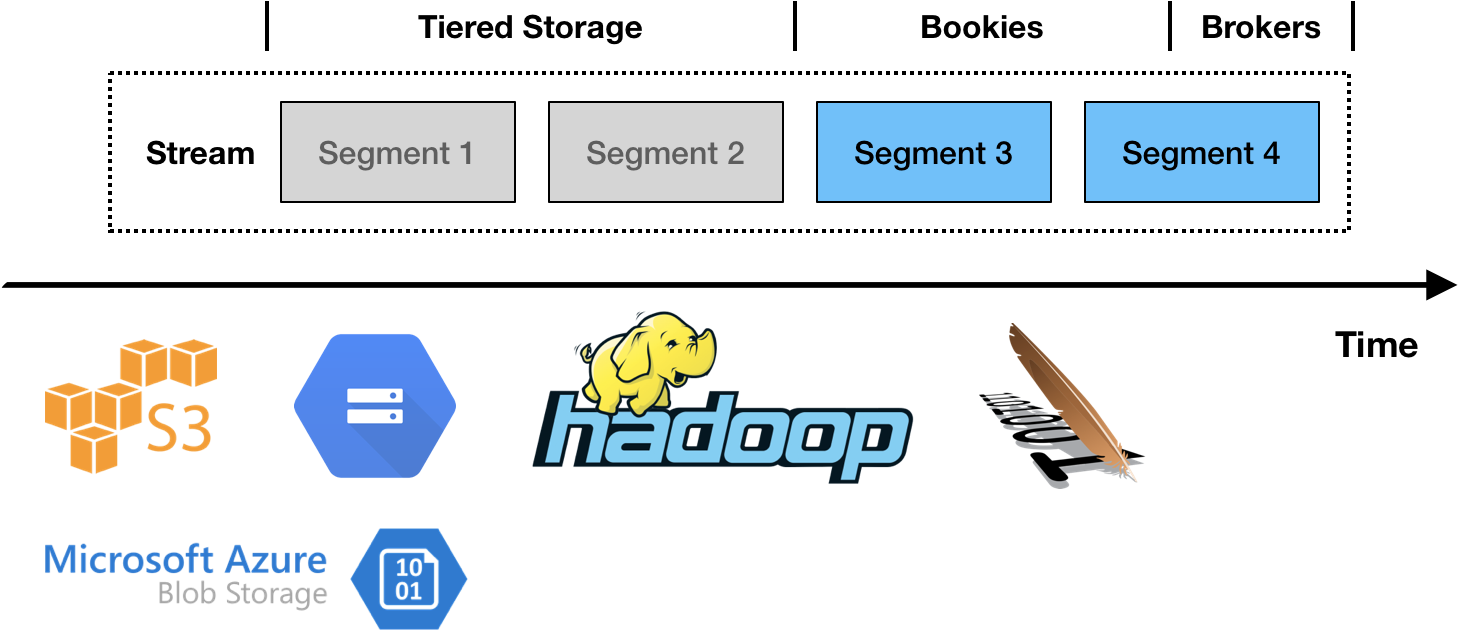 Tiered Storage Bookies Brokers
Stream Segment 1 Segment 2 Segment 3 Segment 4
Time
S3
hadoop
Microsoft Azure
Blob Storage
10
01